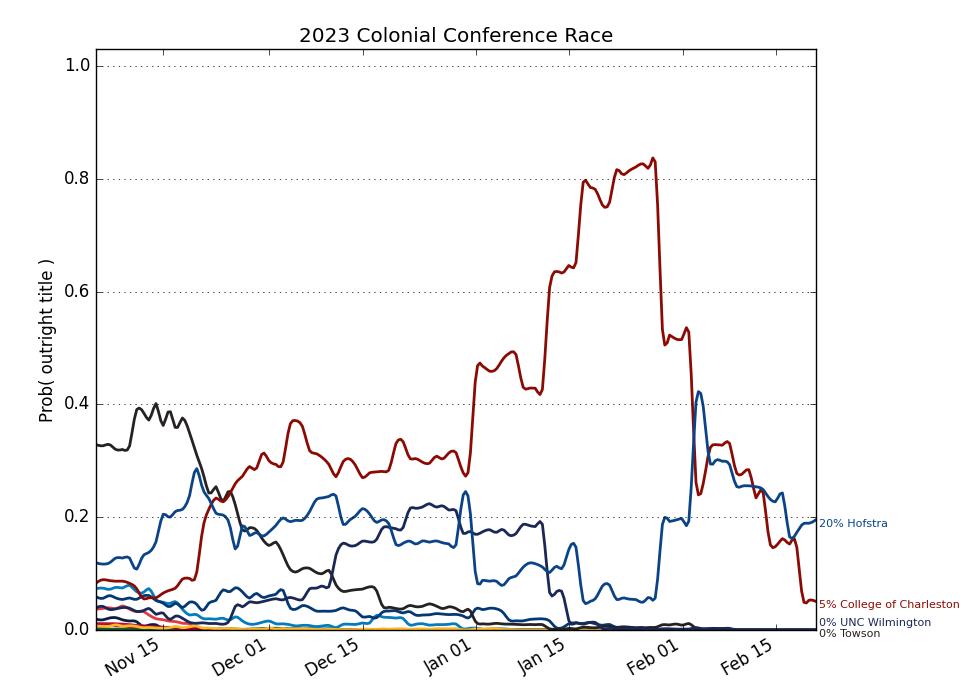 2023 Colonial Conference Race
Prob( outright title )
1.0
0.8
0.6
0.4
0.2
0.0
20% Hofstra
5% College of Charleston
0% UNC Wilmington
0% Towson
Nov 15
Dec 01
Dec 15
Jan 01
Jan 15
Feb 01
Feb 15